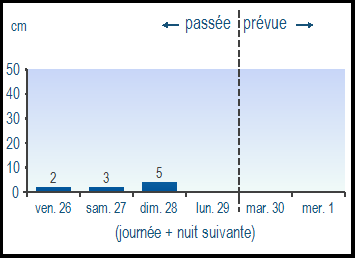 ← passée prévue →
cm
50
40
30
20
10
0
2 3 5
ven. 26 sam. 27 dim. 28 lun. 29 mar. 30 mer. 1
(journée + nuit suivante)